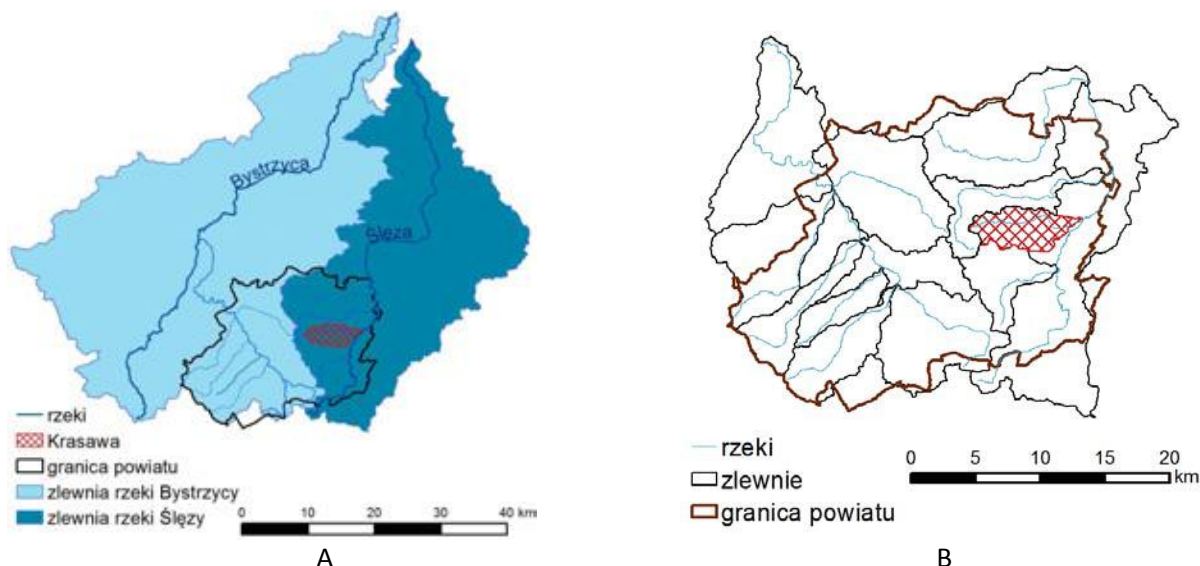 Bystrzyca
Ślęza
rzeki
Krasawa
granica powiatu
zlewnia rzeki Bystrzycy
zlewnia rzeki Ślęzy
0 10 20 30 40 km
A
rzeki
zlewnie
granica powiatu
0 5 10 15 20
km
B